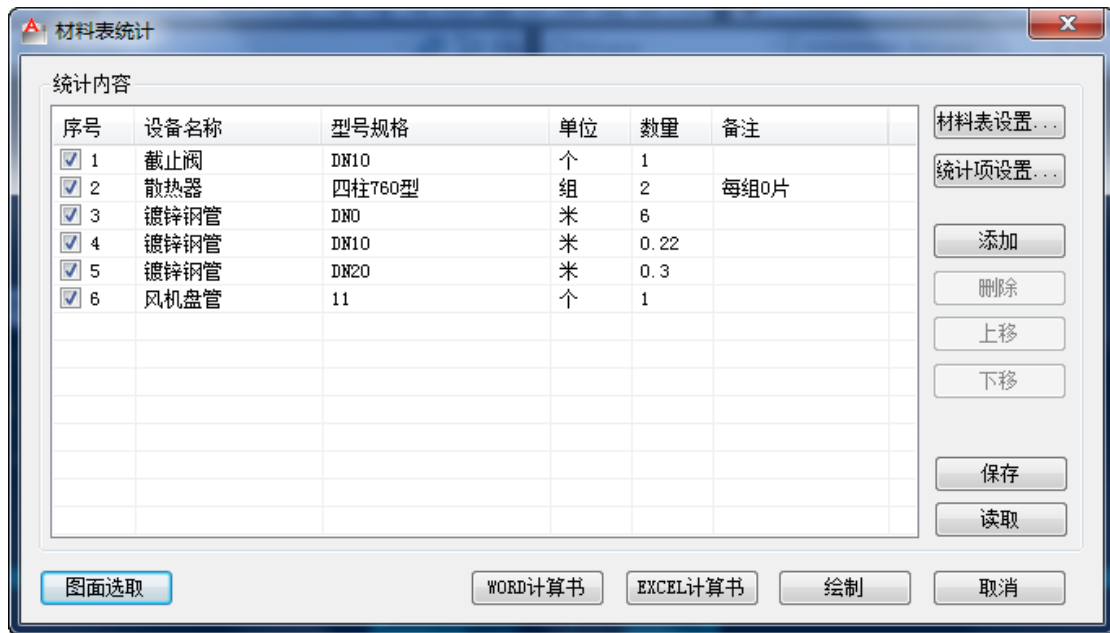 材料表统计
统计内容
序号 设备名称 型号规格 单位 数量 备注
1 截止阀 DN10 个 1
2 散热器 四柱760型 组 2 每组0片
3 镀锌钢管 DN0 米 6
4 镀锌钢管 DN10 米 0.22
5 镀锌钢管 DN20 米 0.3
6 风机盘管 11 个 1
材料表设置...
统计项设置...
添加
删除
上移
下移
保存
读取
图面选取 WORD计算书 EXCEL计算书 绘制 取消